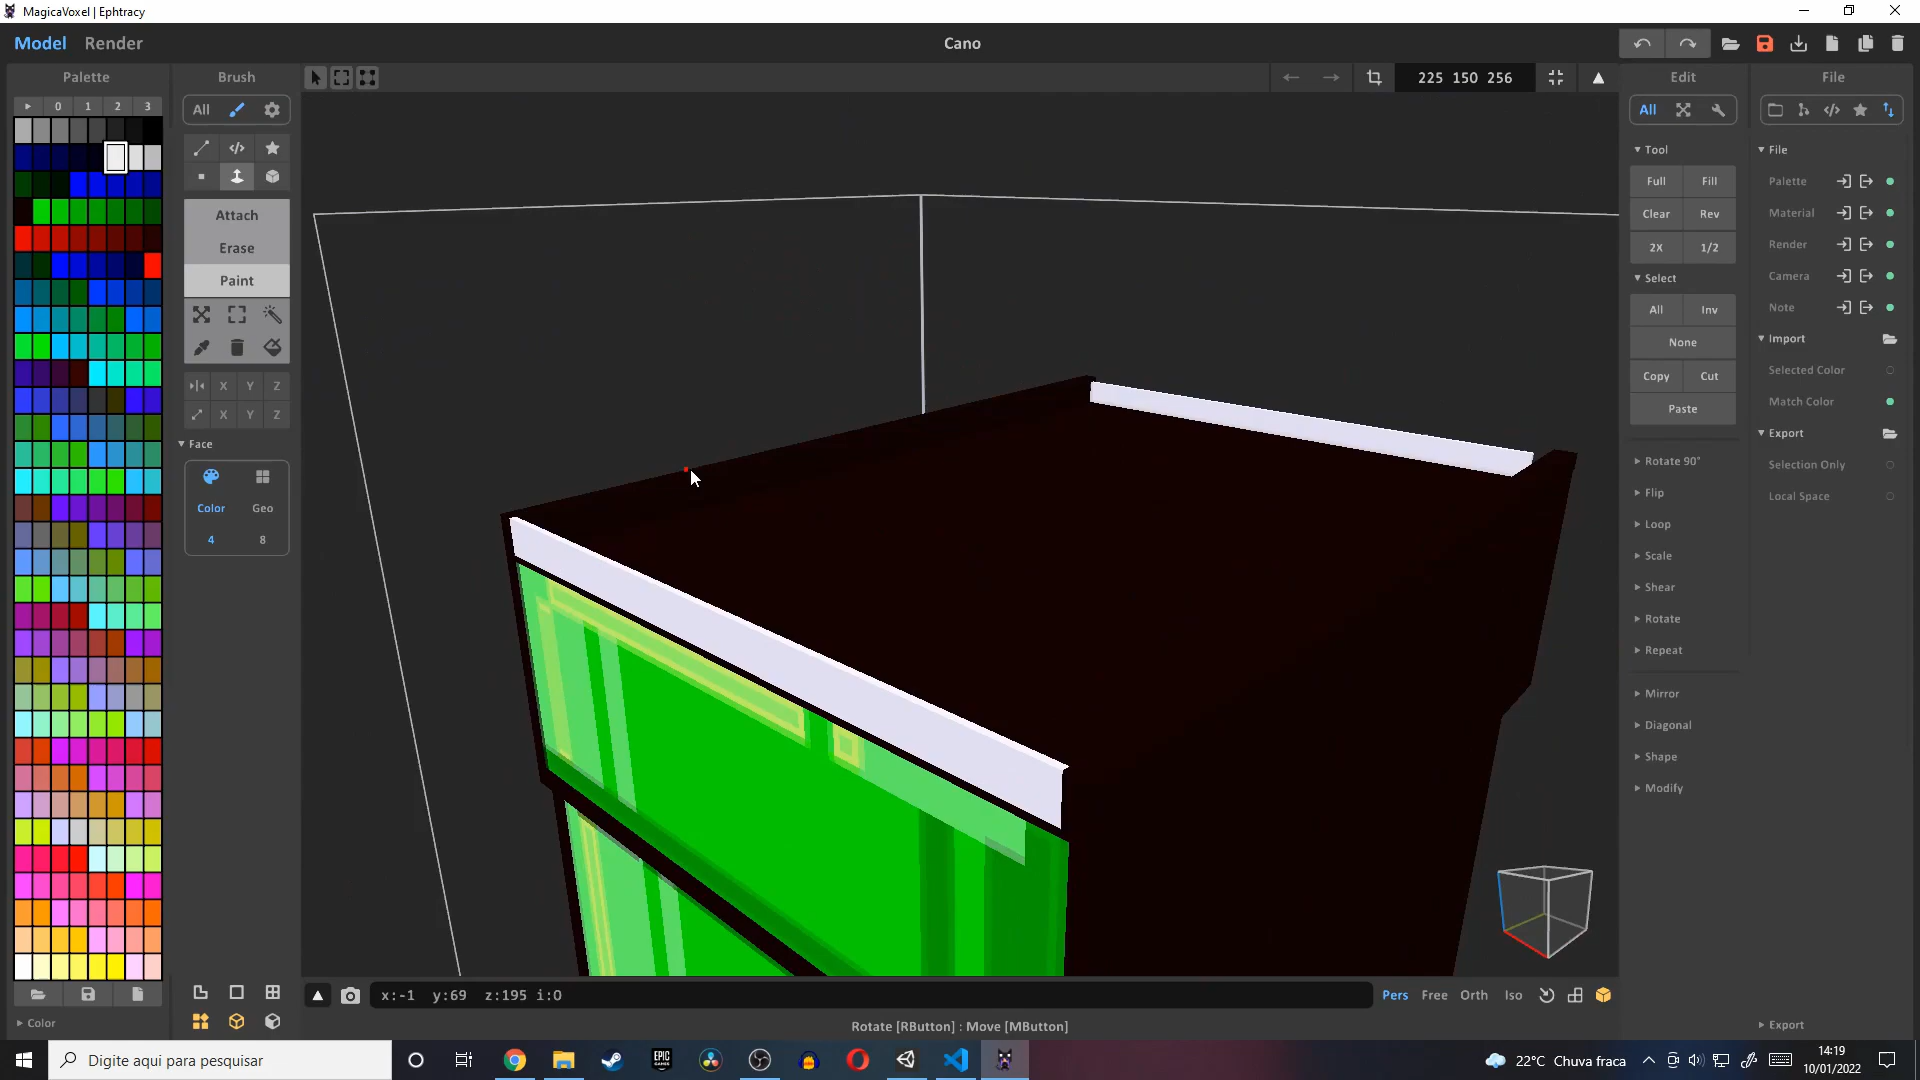 MagicaVoxel | Ephtracy
Model Render
Cano
Palette
Brush
225 150 256
Edit
File
0 1 2 3
All
All
Tool
File
Full Fill
Palette
Attach
Clear Rev
Material
Erase
2X 1/2
Render
Paint
Select
Camera
All Inv
Note
None
Import
Copy Cut
Selected Color
X Y Z
Paste
Match Color
X Y Z
Export
Face
Rotate 90°
Selection Only
Flip
Local Space
Color Geo
Loop
4 8
Scale
Shear
Rotate
Repeat
Mirror
Diagonal
Shape
Modify
x:-1 y:69 z:195 i:0
Pers Free Orth Iso
Color
Rotate [RButton] : Move [MButton]
Export
Digite aqui para pesquisar
EPIC GAMES
22°C Chuva fraca
14:19
10/01/2022